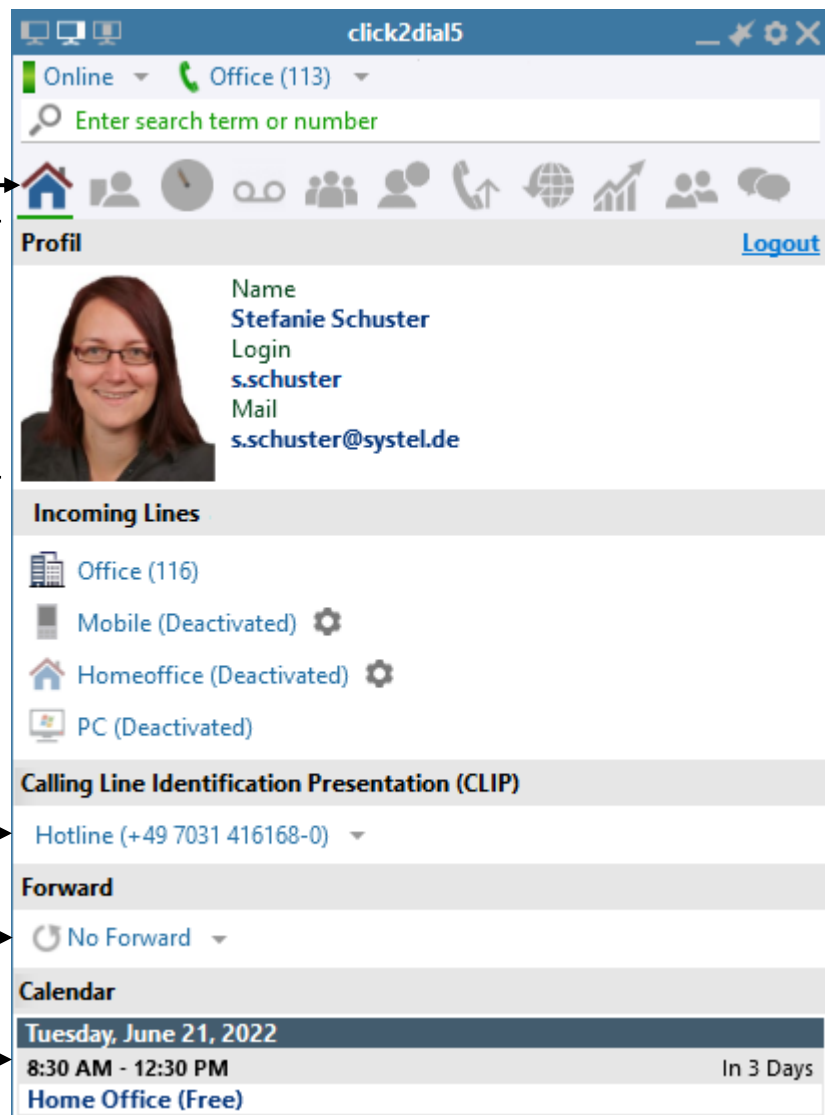 click2dial5
Online Office (113)
Enter search term or number
Profil Logout
Name
Stefanie Schuster
Login
s.schuster
Mail
s.schuster@systel.de
Incoming Lines
Office (116)
Mobile (Deactivated)
Homeoffice (Deactivated)
PC (Deactivated)
Calling Line Identification Presentation (CLIP)
Hotline (+49 7031 416168-0)
Forward
No Forward
Calendar
Tuesday, June 21, 2022
8:30 AM - 12:30 PM In 3 Days
Home Office (Free)